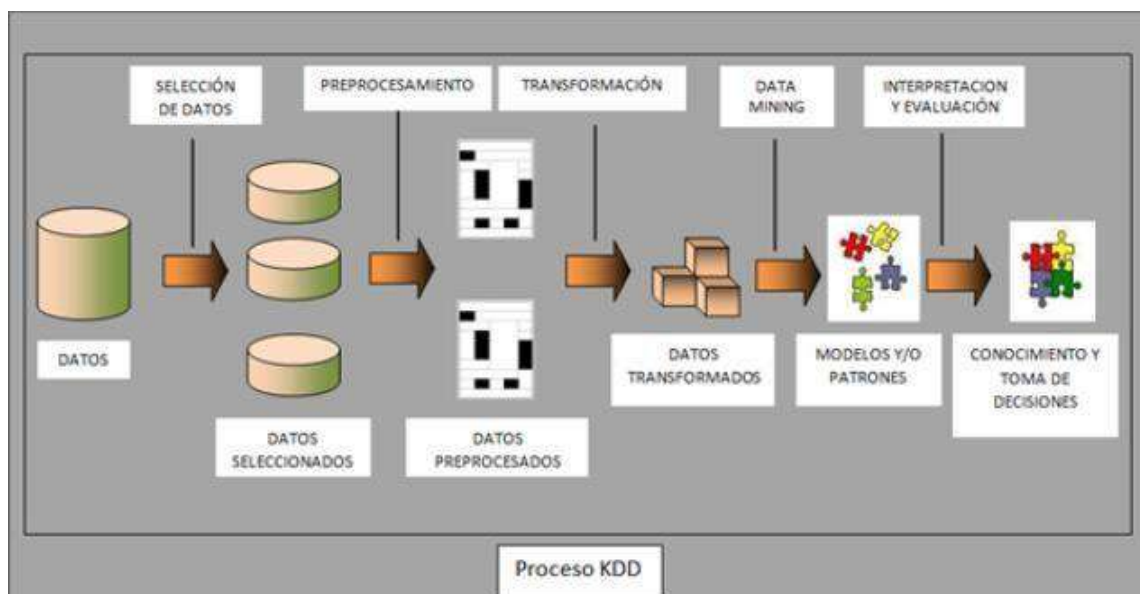 SELECCIÓN
DE DATOS
PREPROCESAMIENTO
TRANSFORMACIÓN
DATA
MINING
INTERPRETACION
Y EVALUACIÓN
DATOS
DATOS
SELECCIONADOS
DATOS
PREPROCESADOS
DATOS
TRANSFORMADOS
MODELOS Y/O
PATRONES
CONOCIMIENTO Y
TOMA DE
DECISIONES
Proceso KDD